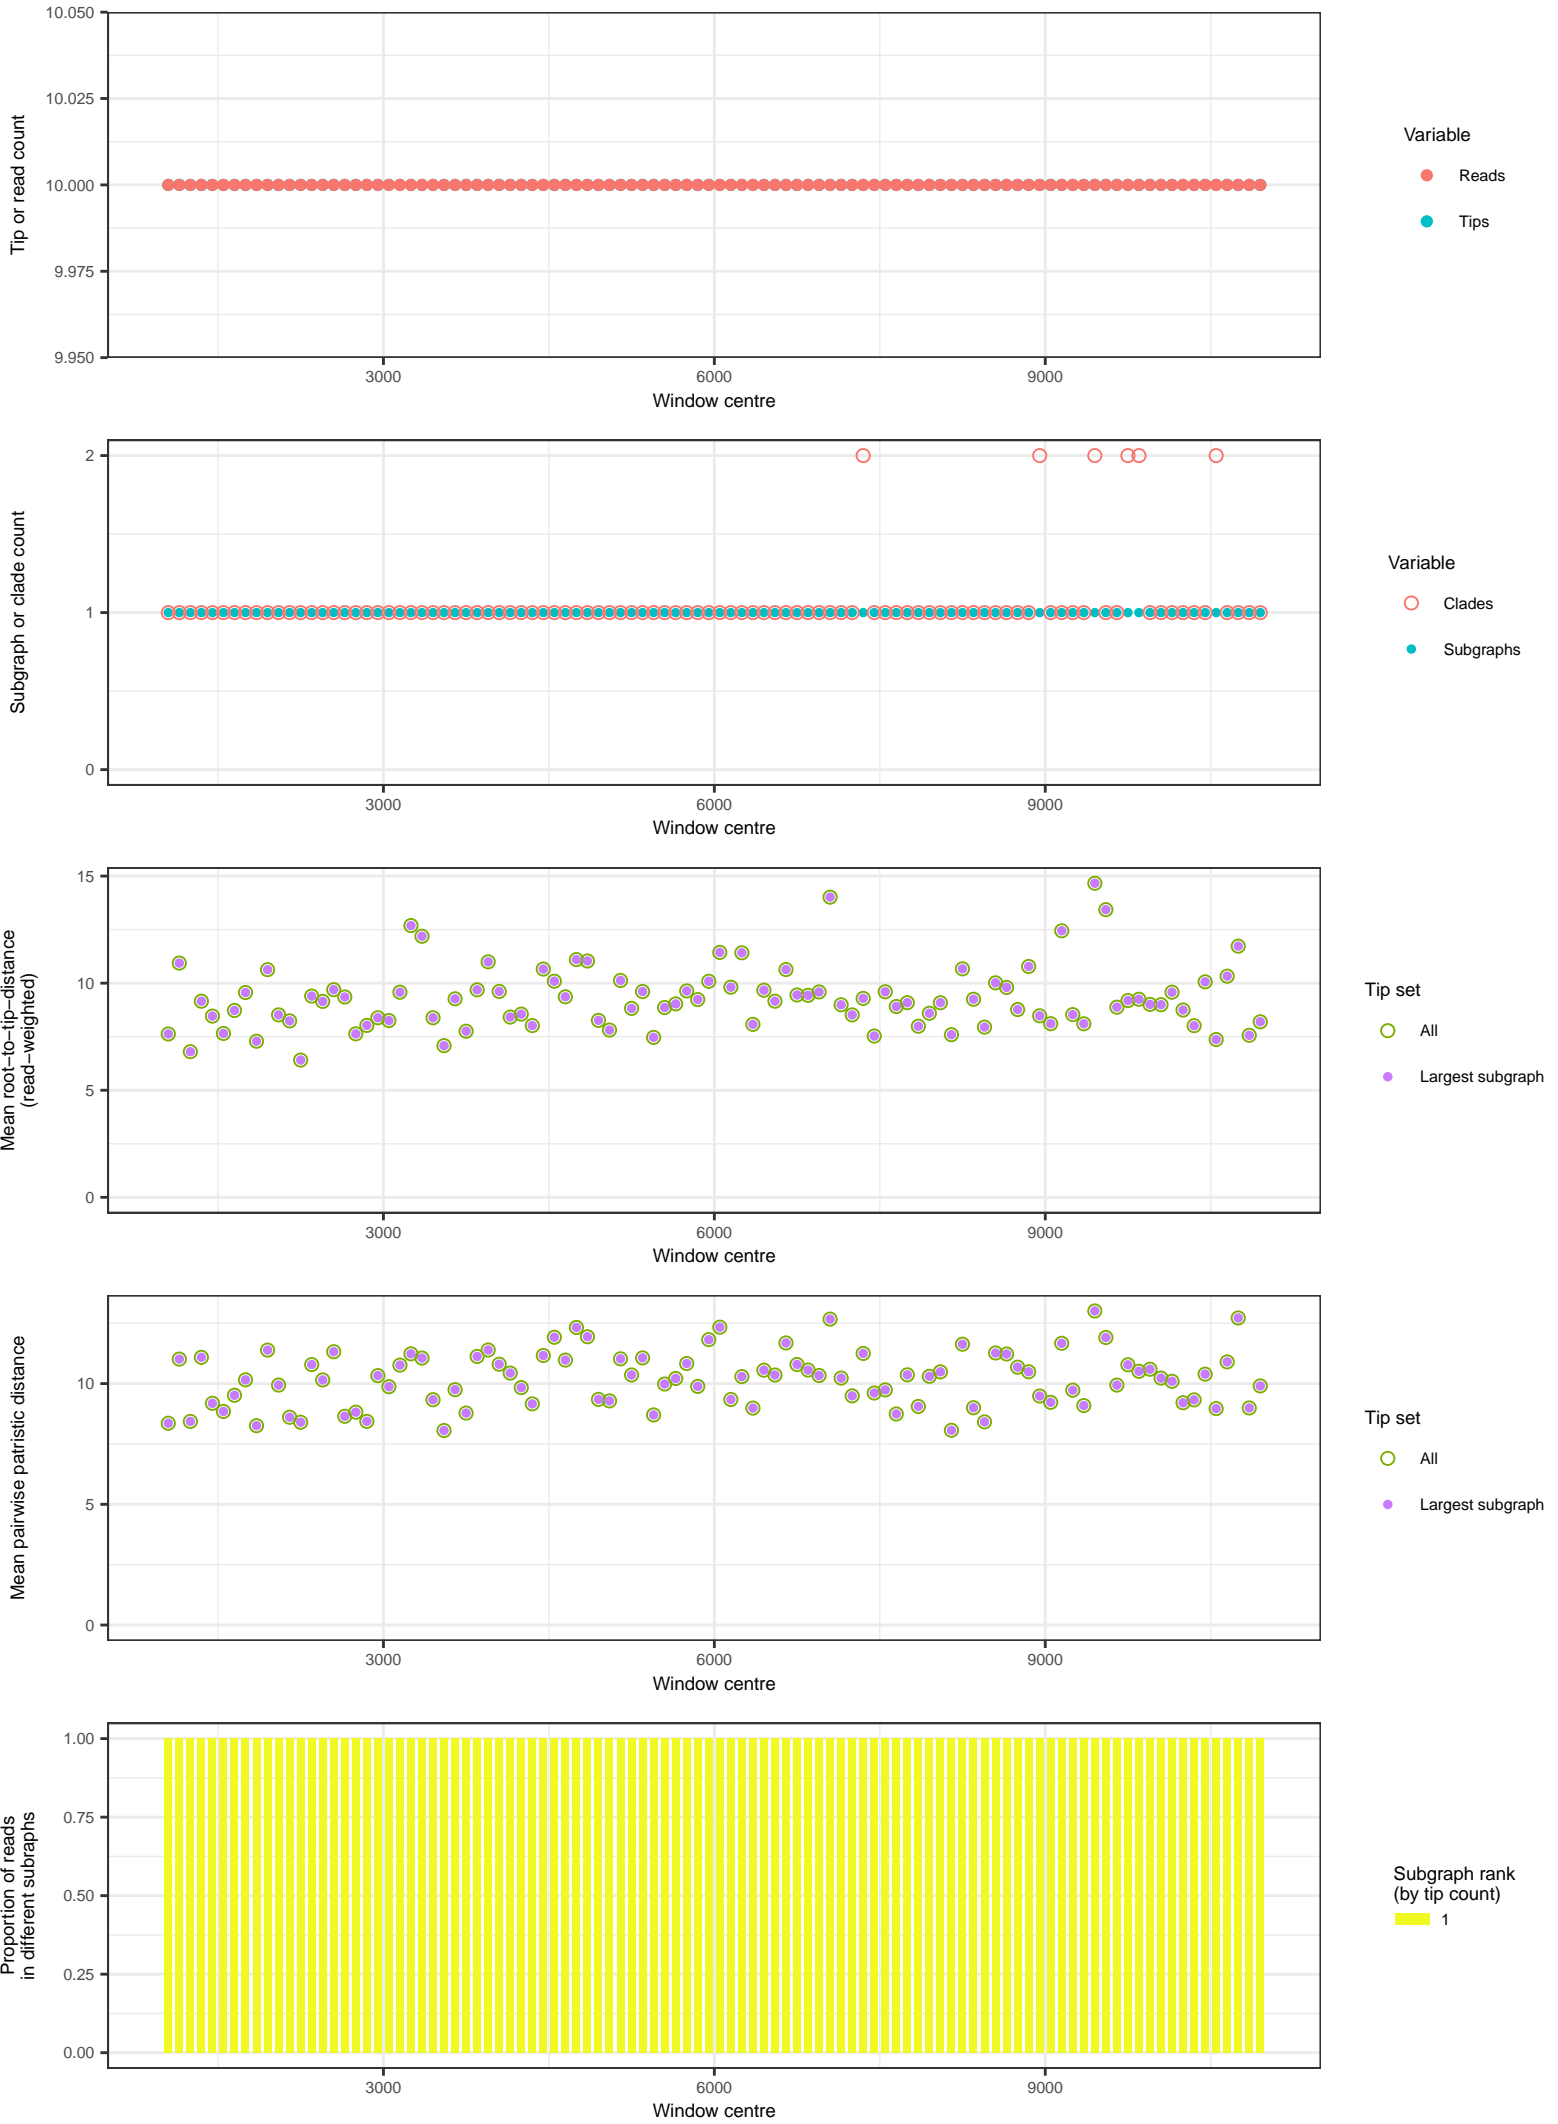 10.050
10.025
10.000
9.975
9.950
Tip or read count
3000
6000
9000
Window centre
Variable
Reads
Tips
2
1
0
Subgraph or clade count
3000
6000
9000
Window centre
Variable
Clades
Subgraphs
15
10
5
0
Mean root−to−tip−distance
(read−weighted)
3000
6000
9000
Window centre
Tip set
All
Largest subgraph
10
5
0
Mean pairwise patristic distance
3000
6000
9000
Window centre
Tip set
All
Largest subgraph
1.00
0.75
0.50
0.25
0.00
Proportion of reads
in different subraphs
3000
6000
9000
Window centre
Subgraph rank
(by tip count)
1